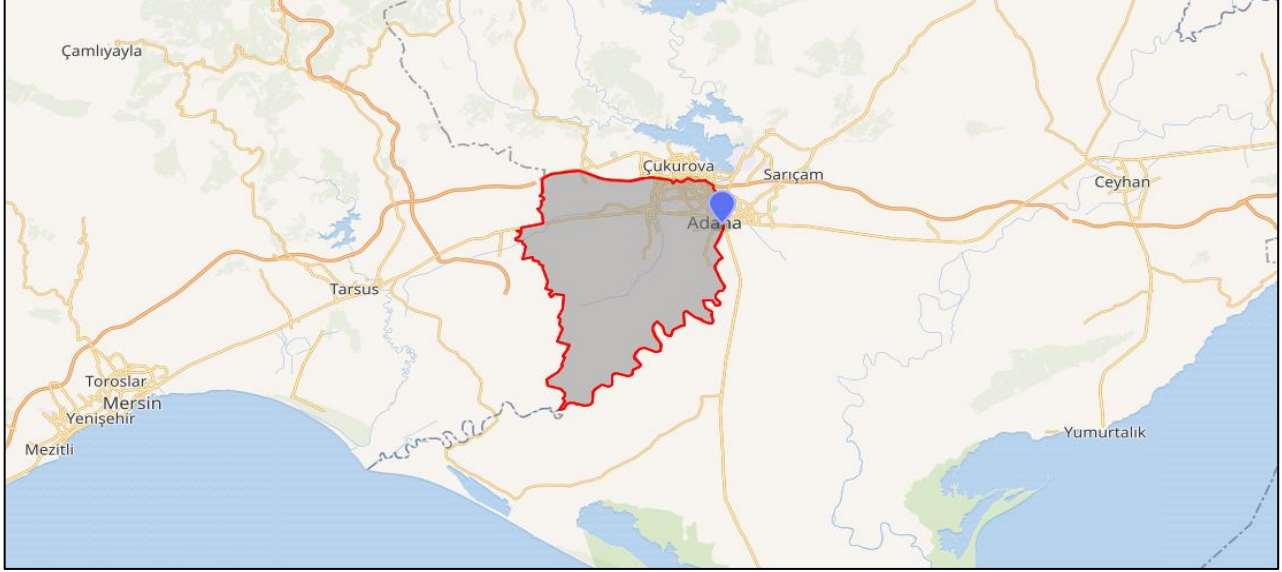 Çamlıyayla
Çukurova
Sarıçam
Ceyhan
Adana
Tarsus
Toroslar
Mersin
Yenişehir
Mezitli
Yumurtalık